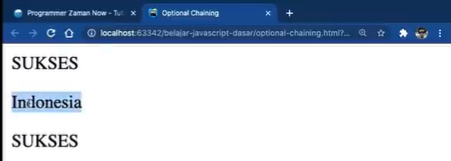 Programmer Zaman Now - Tut
Optional Chaining
localhost:63342/belajar-javascript-dasar/optional-chaining.html?...
SUKSES
Indonesia
SUKSES